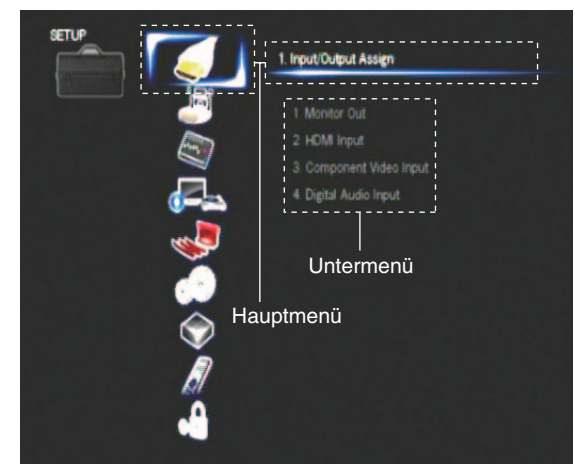 SETUP
1. Input/Output Assign
1 Monitor Out
2 HDMI Input
3. Component Video Input
4. Digital Audio Input
Untermenü
Hauptmenü